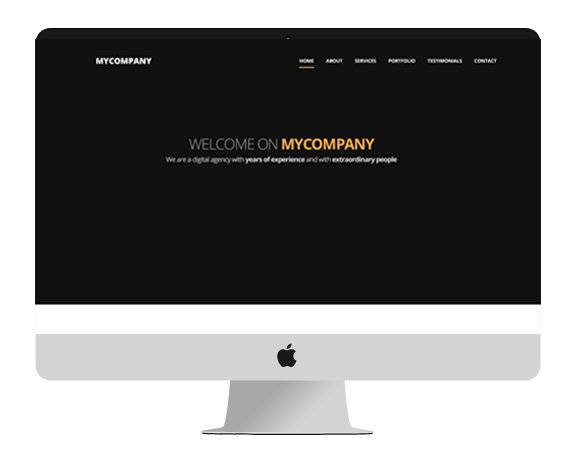 MYCOMPANY
HOME ABOUT SERVICES PORTFOLIO TESTIMONIALS CONTACT
WELCOME ON MYCOMPANY
We are a digital agency with years of experience and with extraordinary people